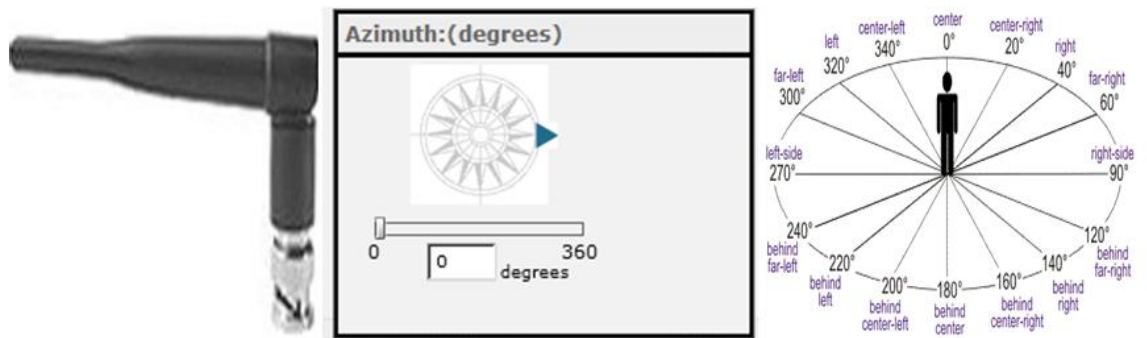 Azimuth:(degrees)
0 360
0 degrees
center
0°
center-left
340°
center-right
20°
left
320°
right
40°
far-left
300°
far-right
60°
left-side
270°
right-side
90°
240°
behind
far-left
120°
behind
far-right
220°
behind
left
140°
behind
right
200°
behind
center-left
160°
behind
center-right
180°
behind
center